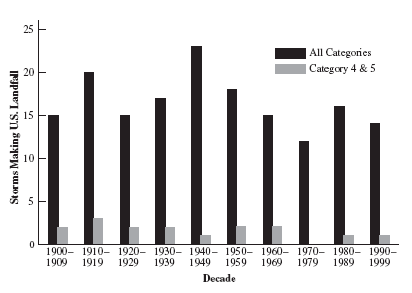 25
20
15
10
5
0
Storms Making U.S. Landfall
All Categories
Category 4 & 5
1900– 1910– 1920– 1930– 1940– 1950– 1960– 1970– 1980– 1990–
1909 1919 1929 1939 1949 1959 1969 1979 1989 1999
Decade